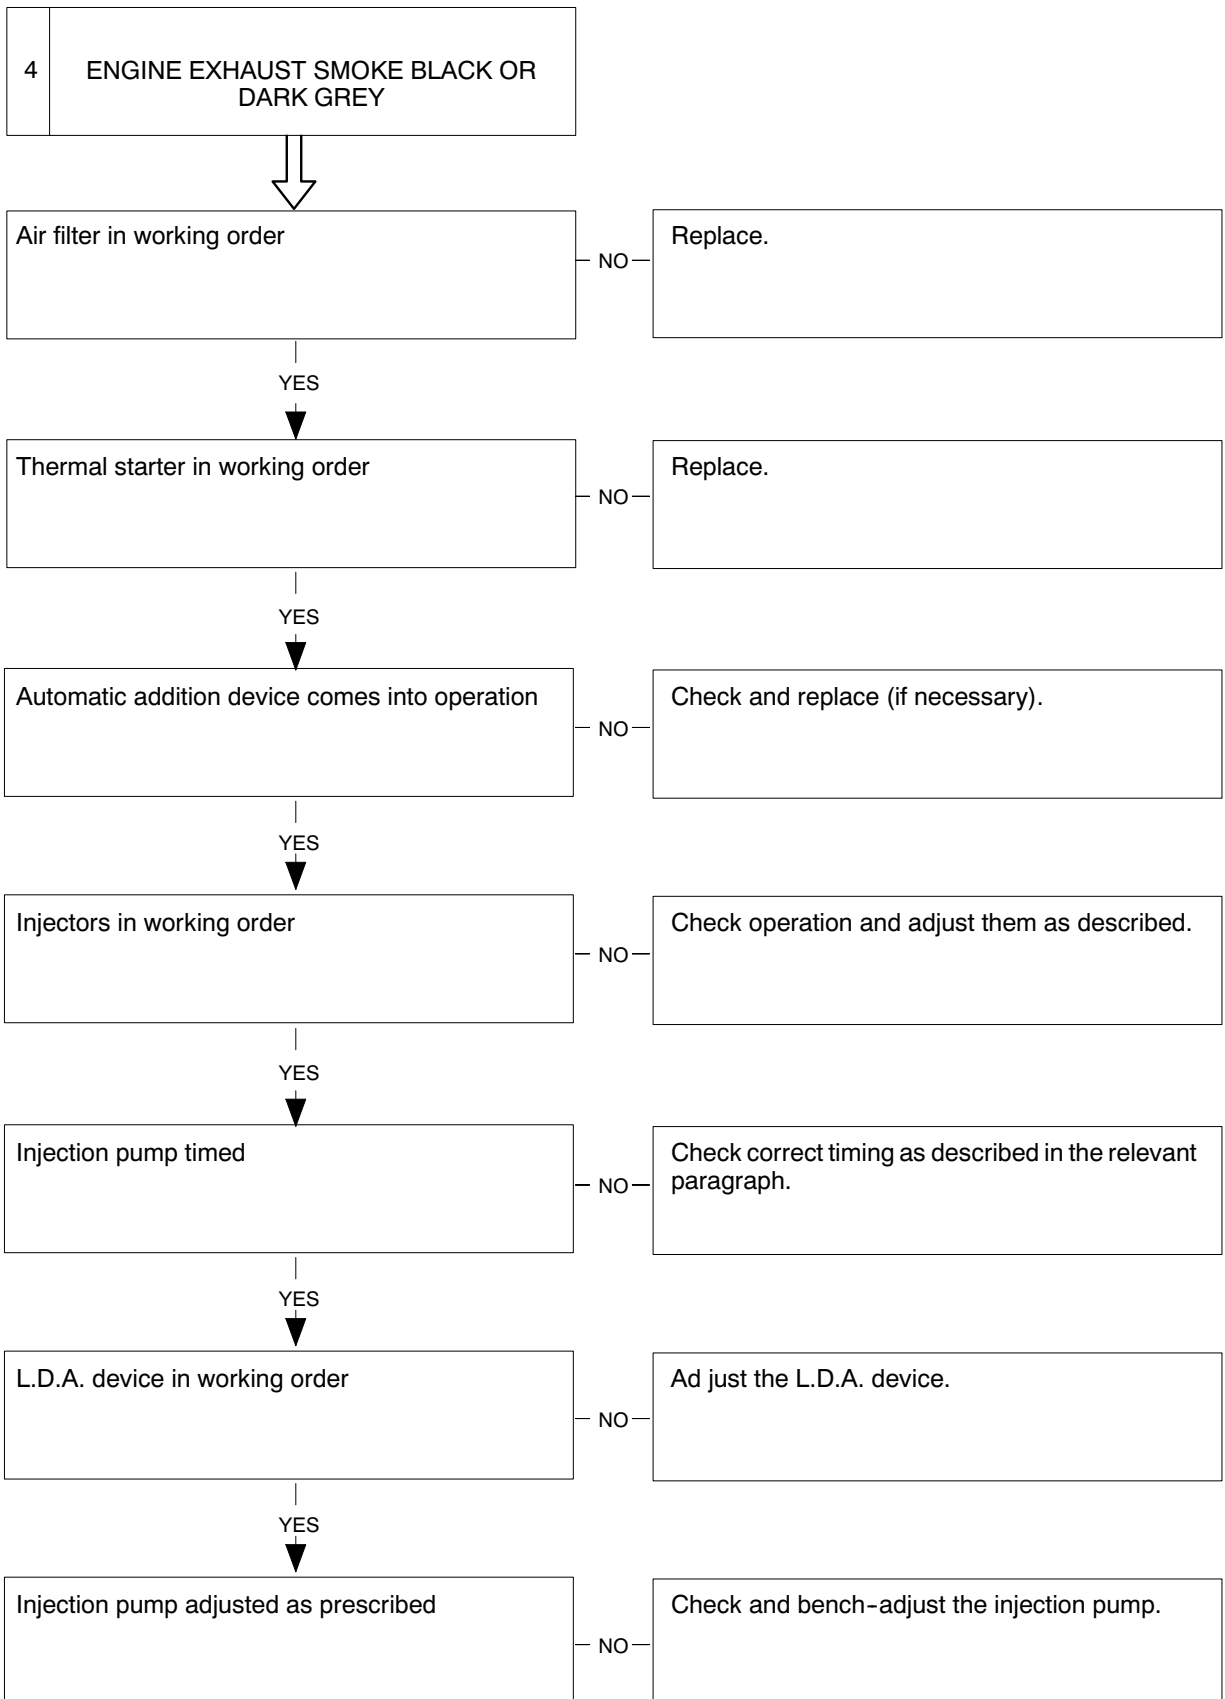 4
ENGINE EXHAUST SMOKE BLACK OR
DARK GREY
Air filter in working order
NO
Replace.
YES
Thermal starter in working order
NO
Replace.
YES
Automatic addition device comes into operation
NO
Check and replace (if necessary).
YES
Injectors in working order
NO
Check operation and adjust them as described.
YES
Injection pump timed
NO
Check correct timing as described in the relevant
paragraph.
YES
L.D.A. device in working order
NO
Ad just the L.D.A. device.
YES
Injection pump adjusted as prescribed
NO
Check and bench-adjust the injection pump.